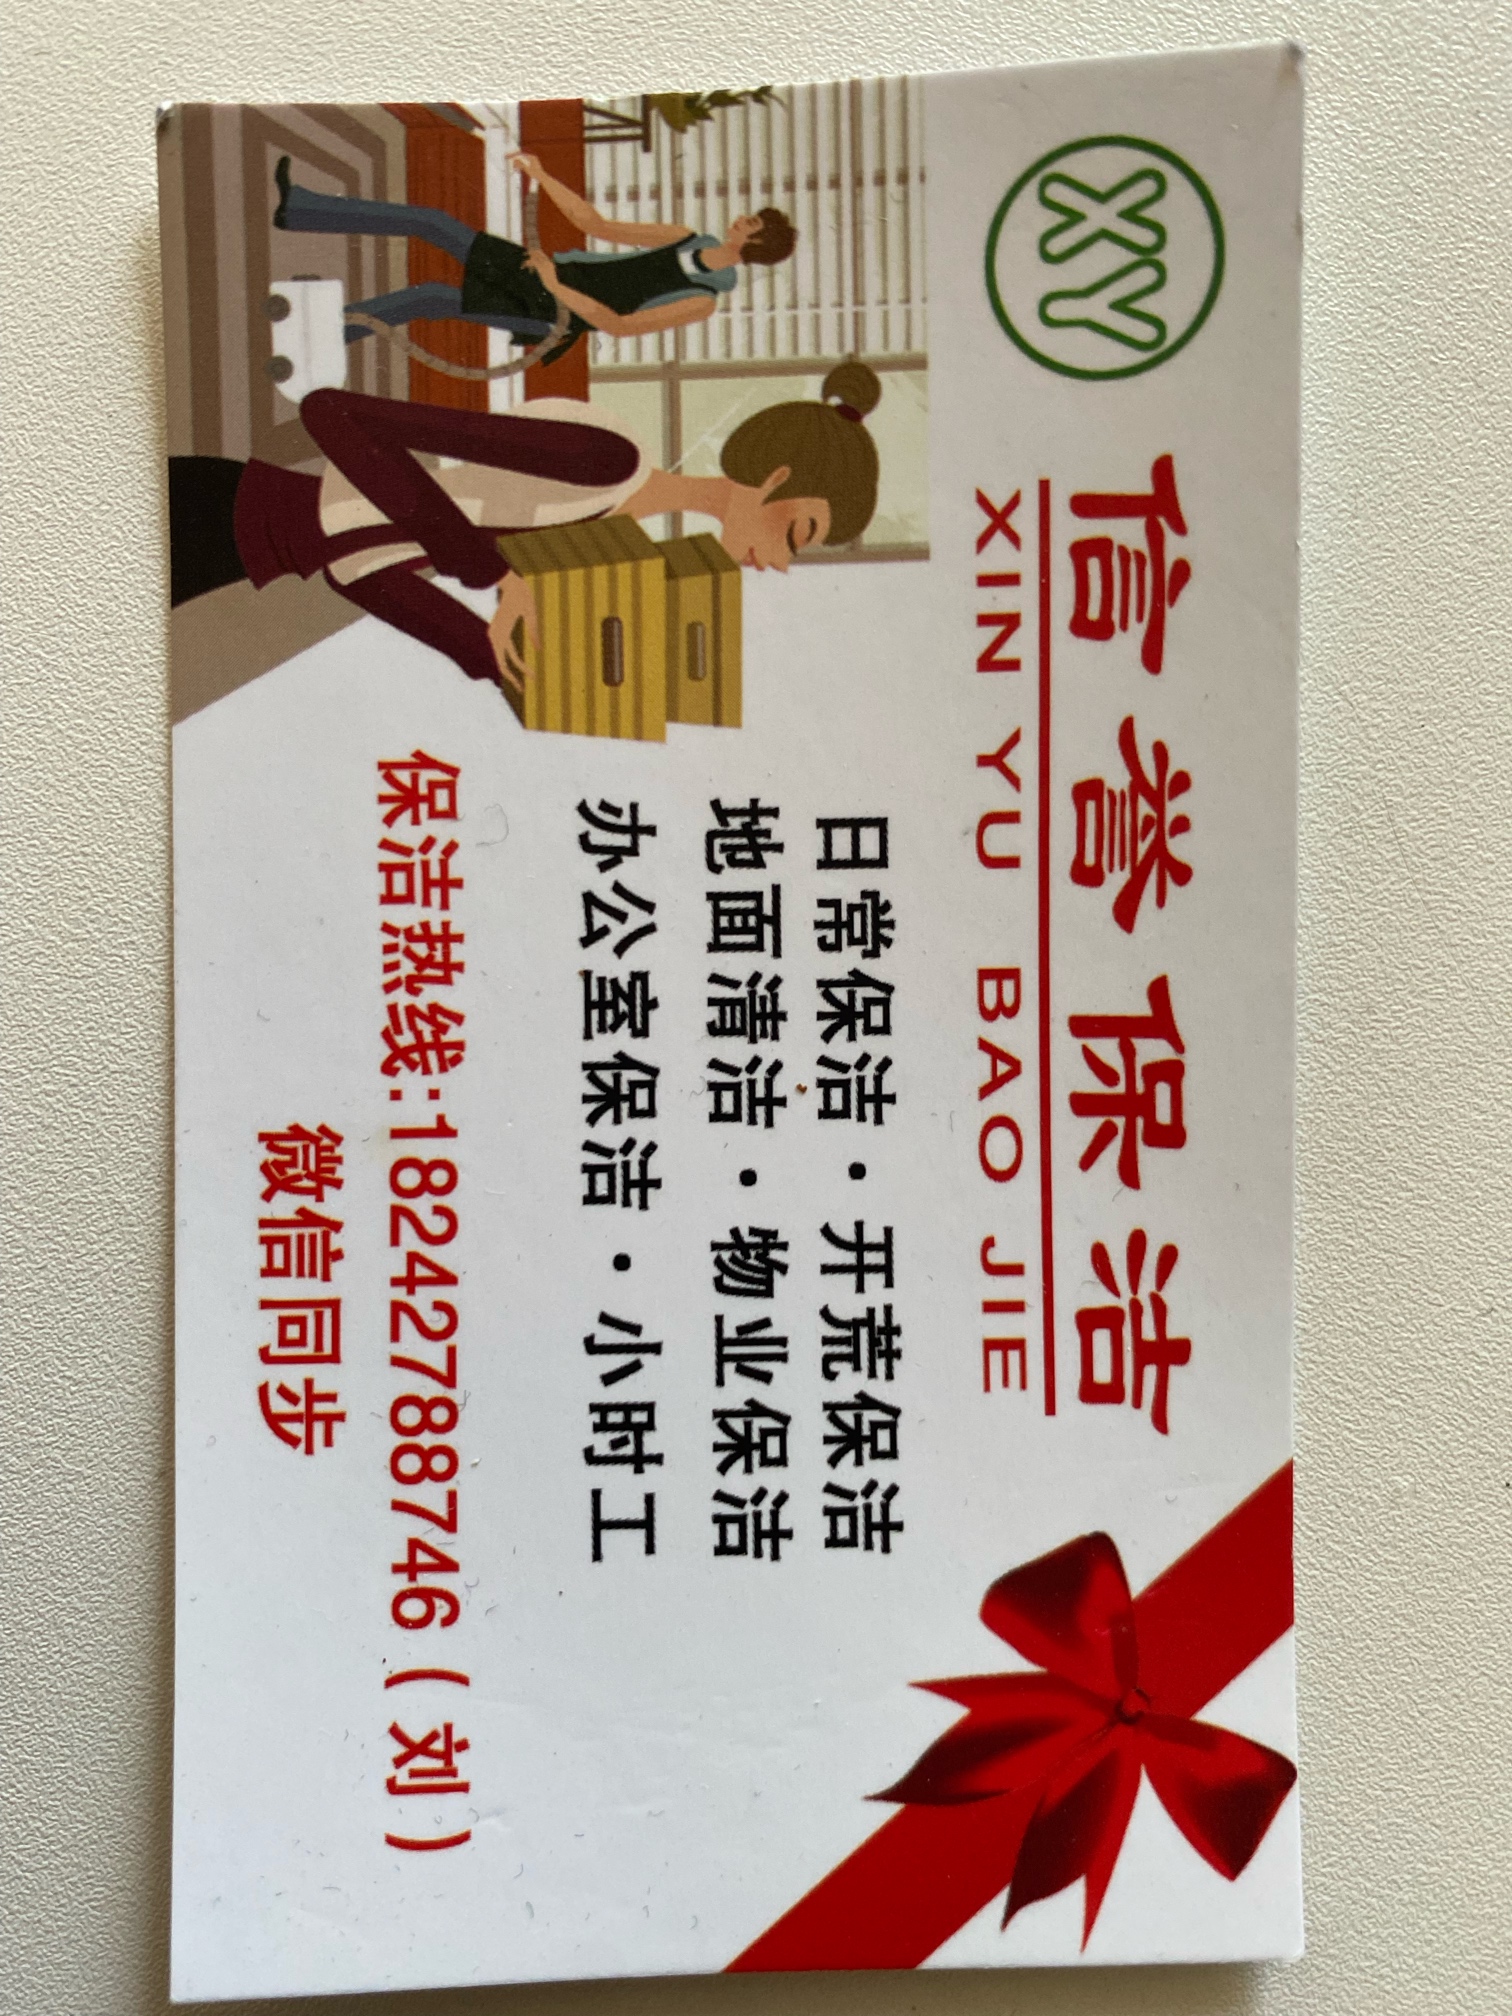 XY
信誉保洁
XIN YU BAO JIE
日常保洁·开荒保洁
地面清洁·物业保洁
办公室保洁·小时工
保洁热线:18242788746(刘)
微信同步